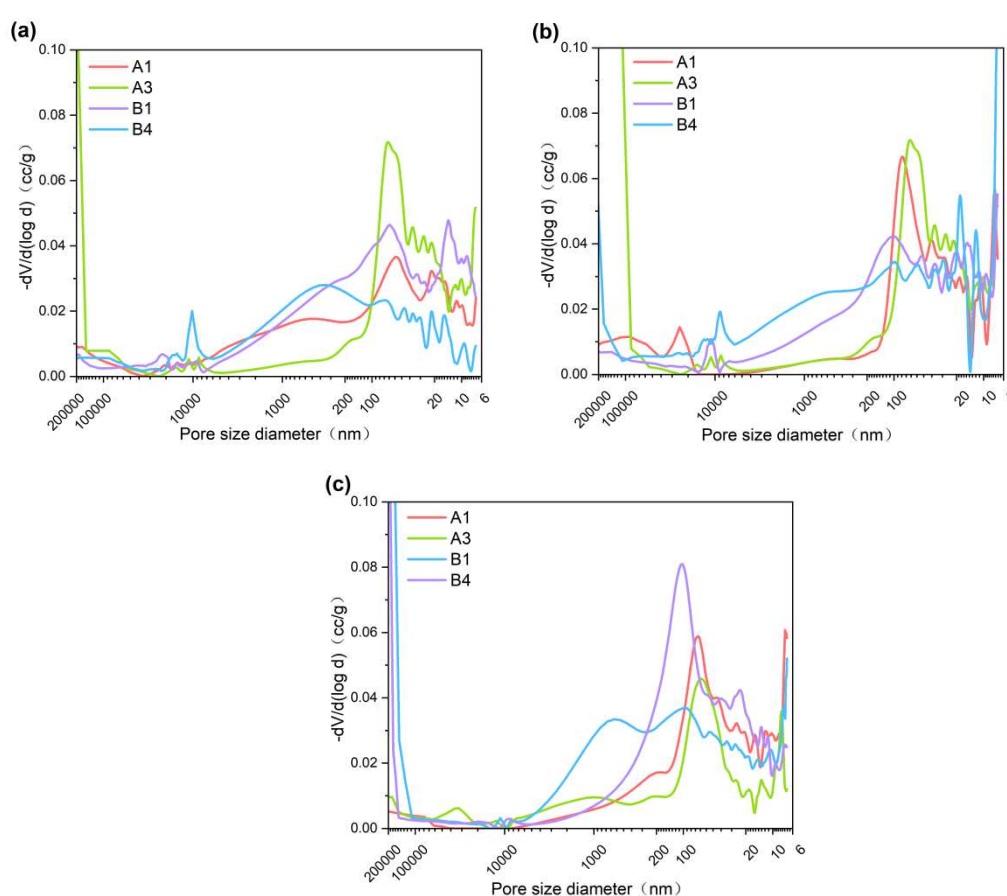 (a)
0.10
0.08
0.06
0.04
0.02
0.00
-dV/d(log d)（cc/g）
A1
A3
B1
B4
200000
100000
10000
1000
200
100
20
10
6
Pore size diameter（nm）
(b)
0.10
0.08
0.06
0.04
0.02
0.00
-dV/d(log d)（cc/g）
A1
A3
B1
B4
200000
100000
10000
1000
200
100
20
10
6
Pore size diameter（nm）
(c)
0.10
0.08
0.06
0.04
0.02
0.00
-dV/d(log d)（cc/g）
A1
A3
B1
B4
200000
100000
10000
1000
200
100
20
10
6
Pore size diameter（nm）